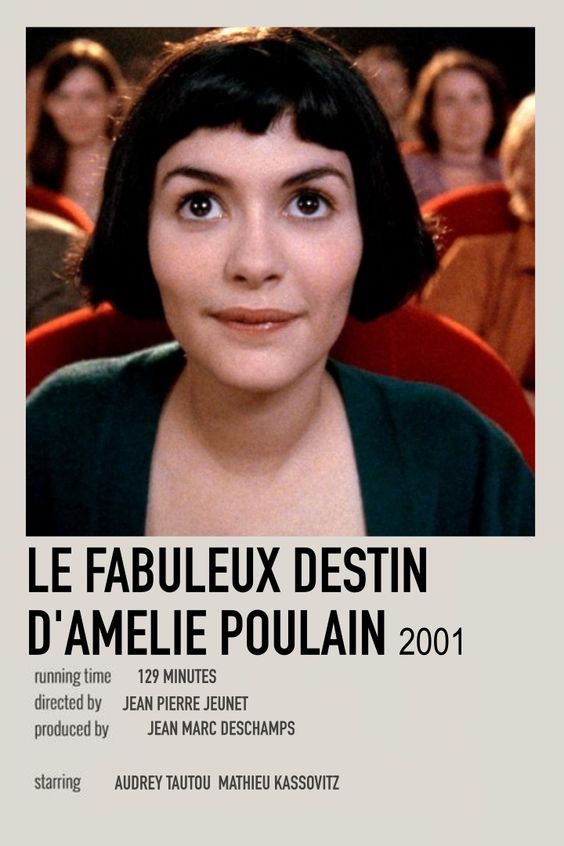 LE FABULEUX DESTIN
D'AMELIE POULAIN 2001
running time 129 MINUTES
directed by JEAN PIERRE JEUNET
produced by JEAN MARC DESCHAMPS
starring AUDREY TAUTOU MATHIEU KASSOVITZ